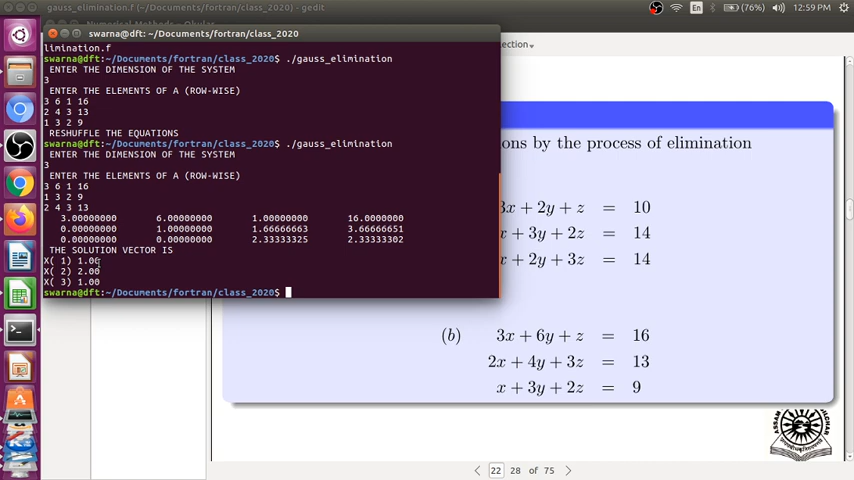 gauss_elimination.f (~/Documents/fortran/class_2020) - gedit
En
(76%)
12:59 PM
swarna@dft: ~/Documents/fortran/class_2020
limination.f
swarna@dft:~/Documents/fortran/class_2020$ ./gauss_elimination
ENTER THE DIMENSION OF THE SYSTEM
3
ENTER THE ELEMENTS OF A (ROW-WISE)
3 6 1 16
2 4 3 13
1 3 2 9
RESHUFFLE THE EQUATIONS
swarna@dft:~/Documents/fortran/class_2020$ ./gauss_elimination
ENTER THE DIMENSION OF THE SYSTEM
3
ENTER THE ELEMENTS OF A (ROW-WISE)
3 6 1 16
1 3 2 9
2 4 3 13
3.00000000 6.00000000 1.00000000 16.0000000
0.00000000 1.00000000 1.66666663 3.66666651
0.00000000 0.00000000 2.33333325 2.33333302
THE SOLUTION VECTOR IS
X( 1) 1.00
X( 2) 2.00
X( 3) 1.00
swarna@dft:~/Documents/fortran/class_2020$
ection
ons by the process of elimination
3x + 2y + z = 10
x + 3y + 2z = 14
x + 2y + 3z = 14
(b) 3x + 6y + z = 16
2x + 4y + 3z = 13
x + 3y + 2z = 9
22 28 of 75